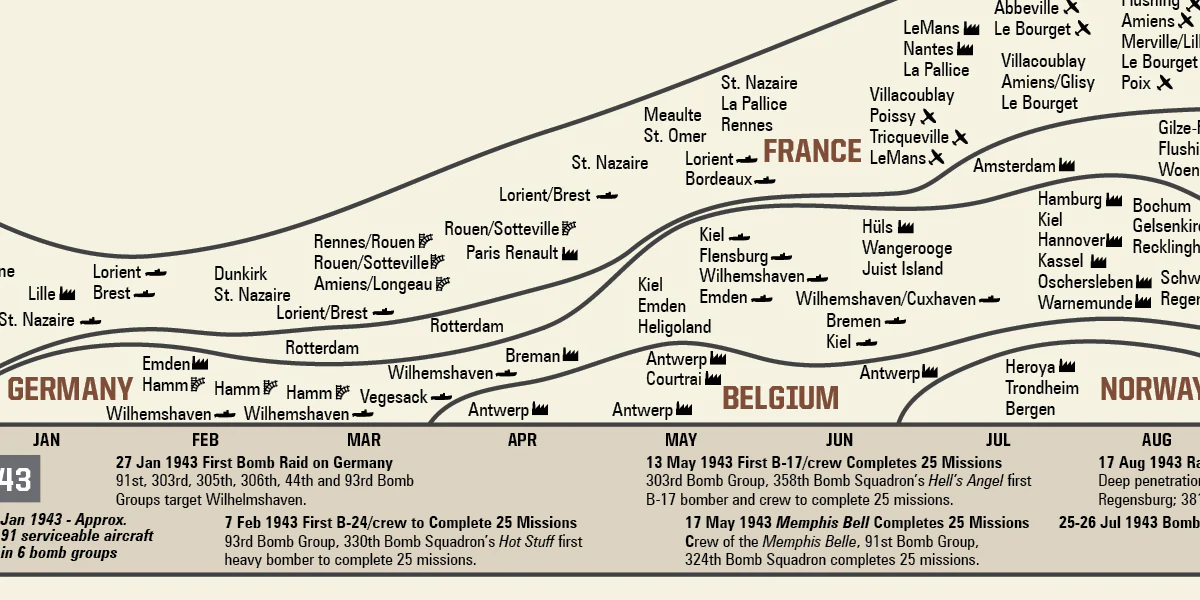 Abbeville
Le Bourget
Flushing
Amiens
Merville/Lil
Le Bourget
Poix
LeMans
Nantes
La Pallice
Villacoublay
Amiens/Glisy
Le Bourget
St. Nazaire
La Pallice
Rennes
Villacoublay
Poissy
Tricqueville
LeMans
Meaulte
St. Omer
FRANCE
St. Nazaire
Lorient
Bordeaux
Amsterdam
Gilze-R
Flushi
Woen
Lorient/Brest
Hamburg
Kiel
Hannover
Kassel
Oschersleben
Warnemunde
Bochum
Gelsenkirc
Recklingh
Schw
Regen
Rouen/Sotteville
Paris Renault
Rennes/Rouen
Rouen/Sotteville
Amiens/Longeau
Kiel
Flensburg
Wilhemshaven
Emden
Hüls
Wangerooge
Juist Island
ne
Lorient
Brest
Lille
St. Nazaire
Dunkirk
St. Nazaire
Lorient/Brest
Kiel
Emden
Heligoland
Wilhemshaven/Cuxhaven
Bremen
Kiel
Rotterdam
Rotterdam
Breman
Antwerp
Courtrai
Emden
Hamm
Hamm
Hamm
Wilhemshaven
Vegesack
GERMANY
Wilhemshaven
Wilhemshaven
Antwerp
Antwerp
BELGIUM
Antwerp
Heroya
Trondheim
Bergen
NORWAY
JAN FEB MAR APR MAY JUN JUL AUG
43
27 Jan 1943 First Bomb Raid on Germany
91st, 303rd, 305th, 306th, 44th and 93rd Bomb
Groups target Wilhelmshaven.
13 May 1943 First B-17/crew Completes 25 Missions
303rd Bomb Group, 358th Bomb Squadron's Hell's Angel first
B-17 bomber and crew to complete 25 missions.
17 Aug 1943 Ra
Deep penetration
Regensburg; 381
Jan 1943 - Approx.
91 serviceable aircraft
in 6 bomb groups
7 Feb 1943 First B-24/crew to Complete 25 Missions
93rd Bomb Group, 330th Bomb Squadron's Hot Stuff first
heavy bomber to complete 25 missions.
17 May 1943 Memphis Bell Completes 25 Missions
Crew of the Memphis Belle, 91st Bomb Group,
324th Bomb Squadron completes 25 missions.
25-26 Jul 1943 Bomb